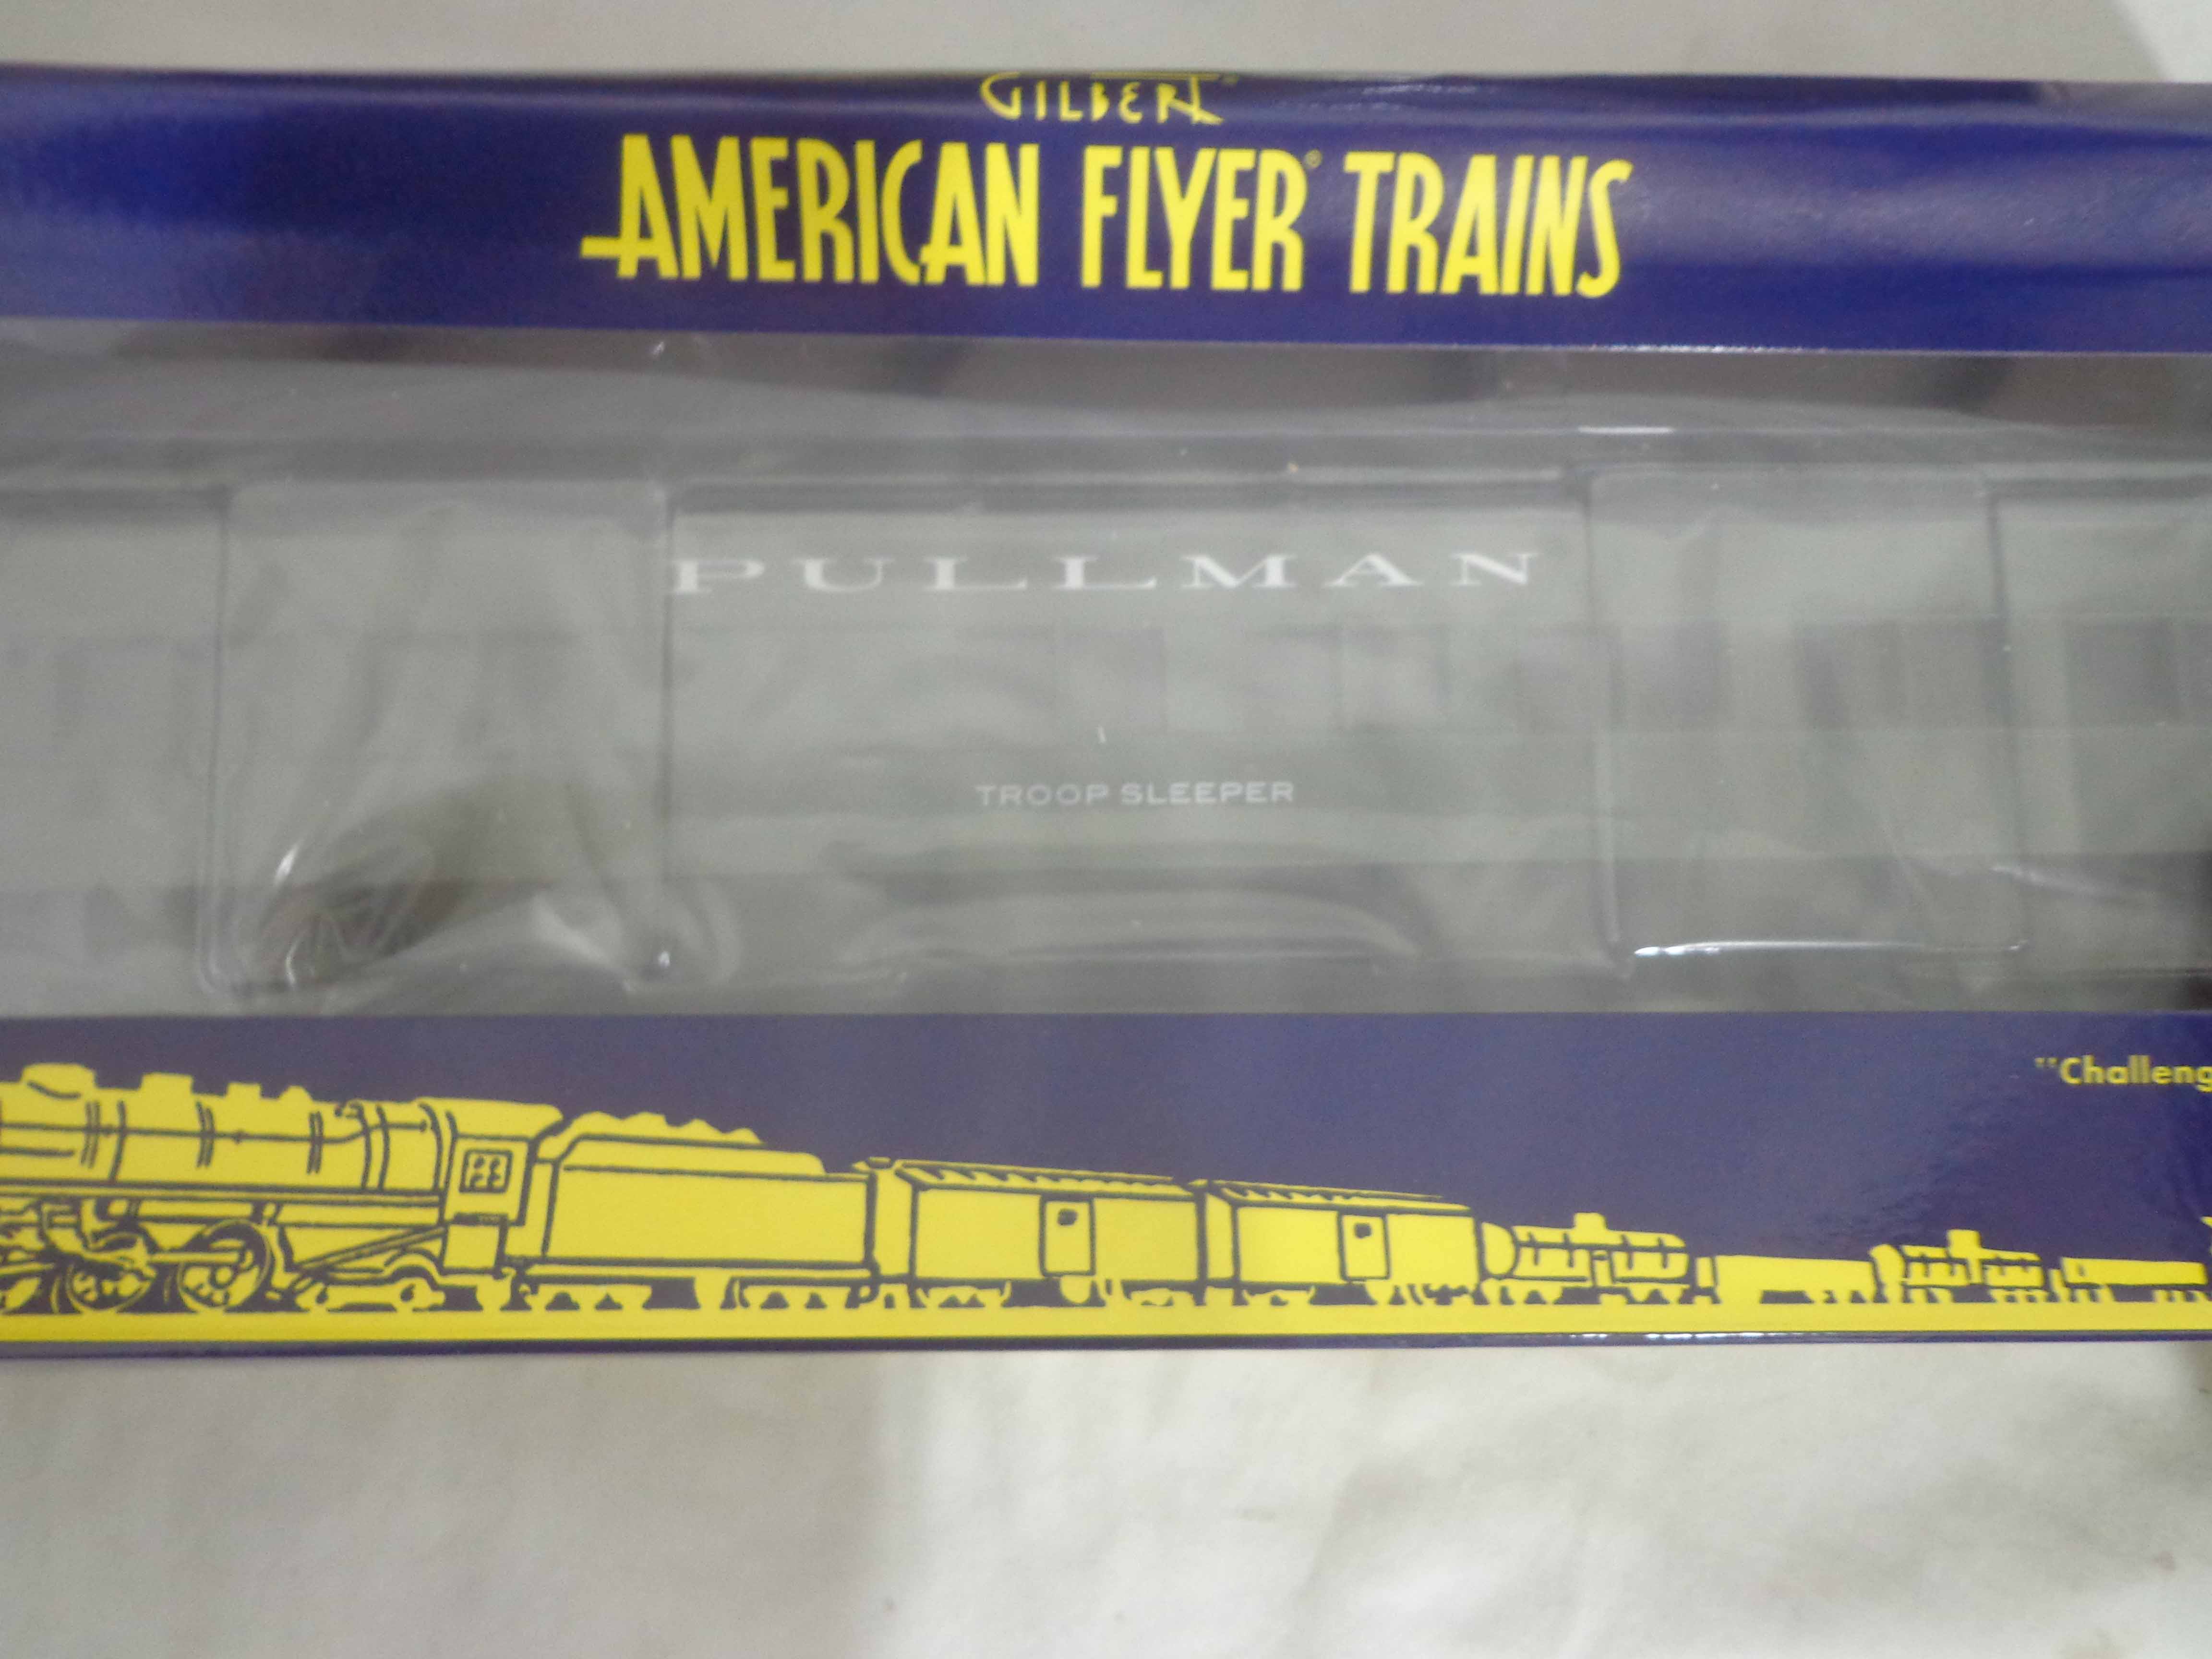 GILBERT
AMERICAN FLYER® TRAINS
PULLMAN
TROOP SLEEPER
"Challeng